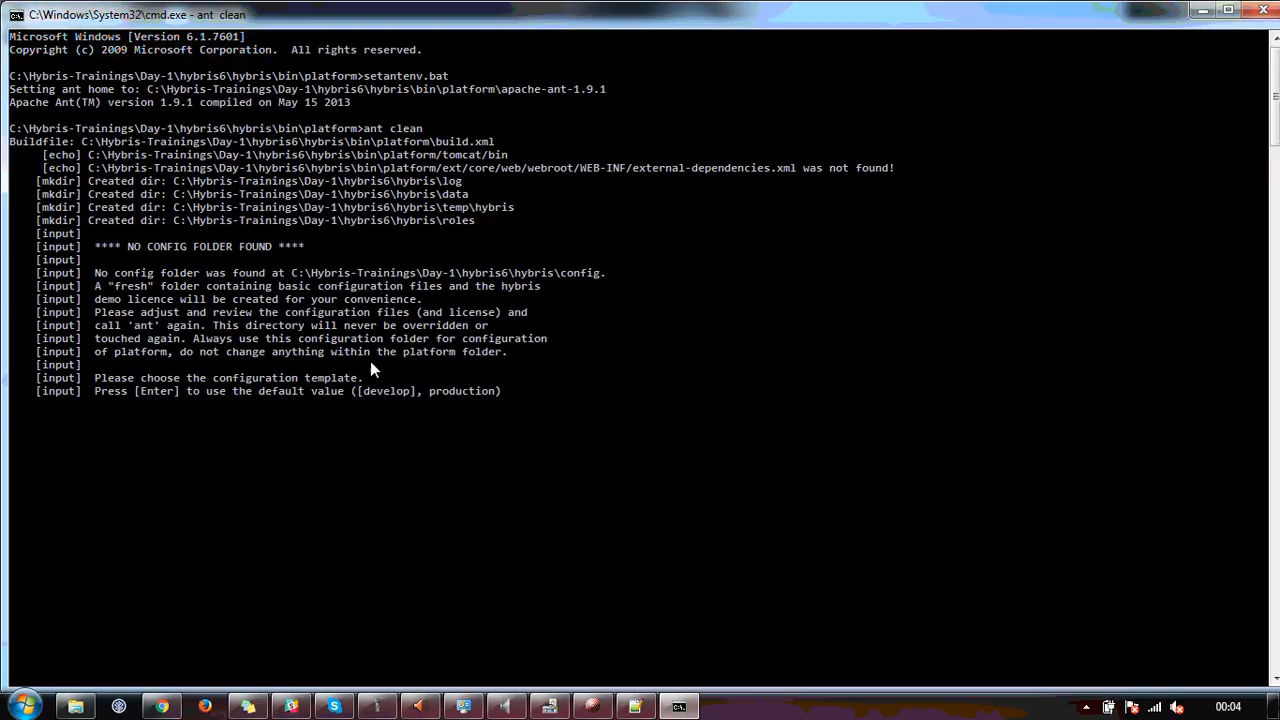 C:\Windows\System32\cmd.exe - ant  clean
Microsoft Windows [Version 6.1.7601]
Copyright (c) 2009 Microsoft Corporation.  All rights reserved.
C:\Hybris-Trainings\Day-1\hybris6\hybris\bin\platform>setantenv.bat
Setting ant home to: C:\Hybris-Trainings\Day-1\hybris6\hybris\bin\platform\apache-ant-1.9.1
Apache Ant(TM) version 1.9.1 compiled on May 15 2013
C:\Hybris-Trainings\Day-1\hybris6\hybris\bin\platform>ant clean
Buildfile: C:\Hybris-Trainings\Day-1\hybris6\hybris\bin\platform\build.xml
[echo] C:\Hybris-Trainings\Day-1\hybris6\hybris\bin\platform/tomcat/bin
[echo] C:\Hybris-Trainings\Day-1\hybris6\hybris\bin\platform/ext/core/web/webroot/WEB-INF/external-dependencies.xml was not found!
[mkdir] Created dir: C:\Hybris-Trainings\Day-1\hybris6\hybris\log
[mkdir] Created dir: C:\Hybris-Trainings\Day-1\hybris6\hybris\data
[mkdir] Created dir: C:\Hybris-Trainings\Day-1\hybris6\hybris\temp\hybris
[mkdir] Created dir: C:\Hybris-Trainings\Day-1\hybris6\hybris\roles
[input]
[input]  **** NO CONFIG FOLDER FOUND ****
[input]
[input]  No config folder was found at C:\Hybris-Trainings\Day-1\hybris6\hybris\config.
[input]  A "fresh" folder containing basic configuration files and the hybris
[input]  demo licence will be created for your convenience.
[input]  Please adjust and review the configuration files (and license) and
[input]  call 'ant' again. This directory will never be overridden or
[input]  touched again. Always use this configuration folder for configuration
[input]  of platform, do not change anything within the platform folder.
[input]
[input]  Please choose the configuration template.
[input]  Press [Enter] to use the default value ([develop], production)
00:04